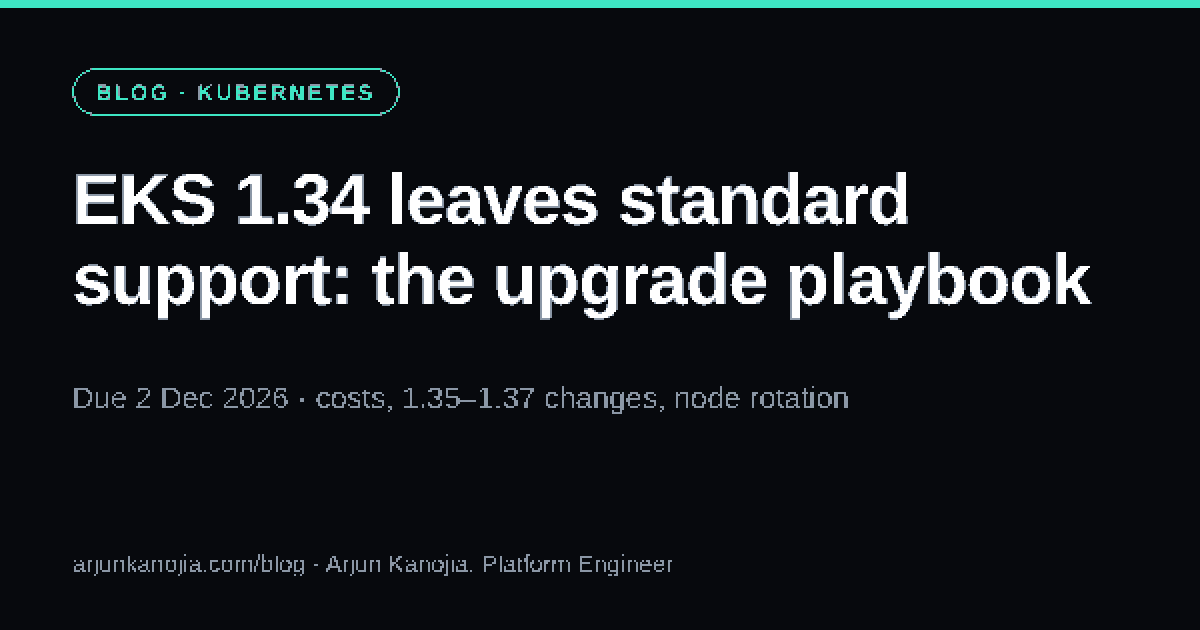 BLOG · KUBERNETES
EKS 1.34 leaves standard
support: the upgrade playbook
Due 2 Dec 2026 · costs, 1.35–1.37 changes, node rotation
arjunkanojia.com/blog · Arjun Kanojia. Platform Engineer